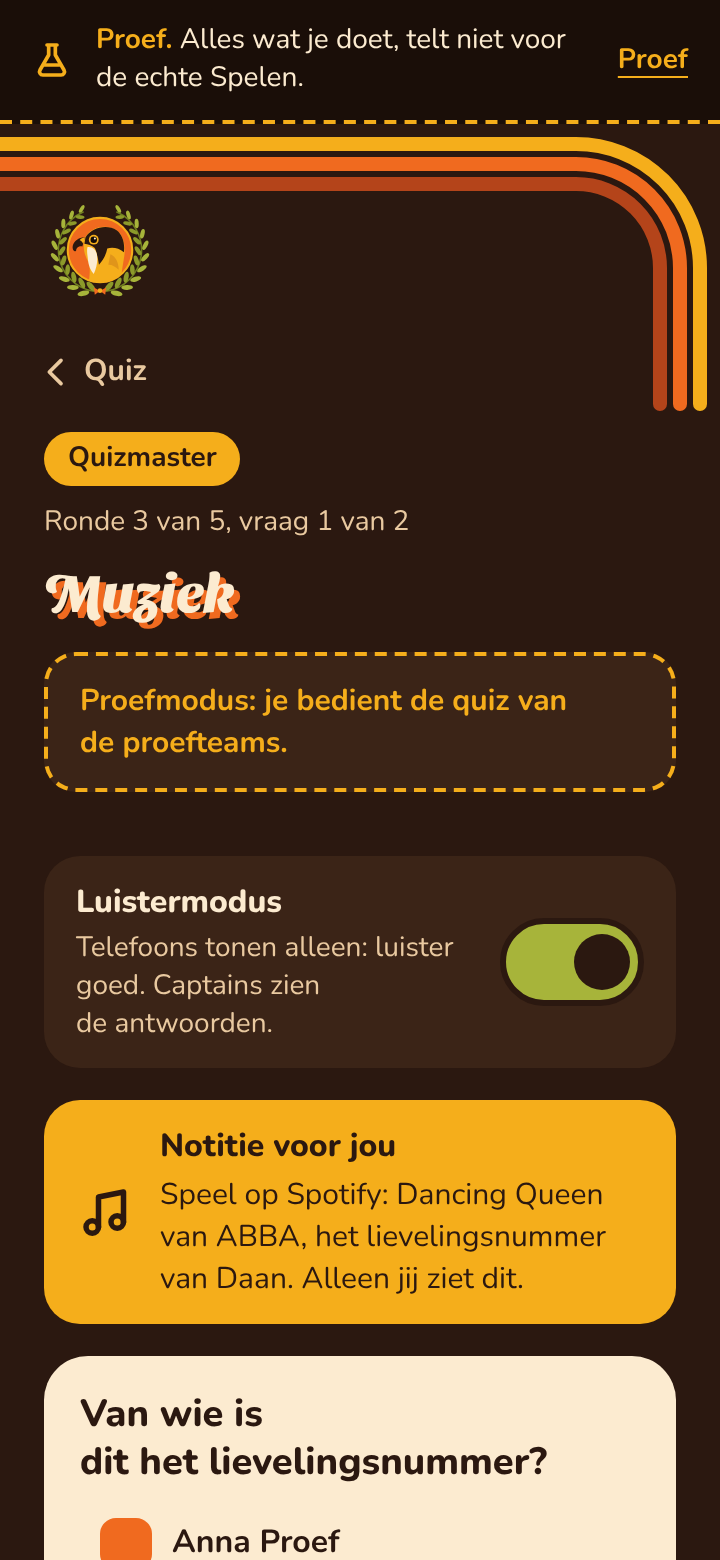 Proef. Alles wat je doet, telt niet voor
de echte Spelen.
Proef
Quiz
Quizmaster
Ronde 3 van 5, vraag 1 van 2
Muziek
Proefmodus: je bedient de quiz van
de proefteams.
Luistermodus
Telefoons tonen alleen: luister
goed. Captains zien
de antwoorden.
Notitie voor jou
Speel op Spotify: Dancing Queen
van ABBA, het lievelingsnummer
van Daan. Alleen jij ziet dit.
Van wie is
dit het lievelingsnummer?
Anna Proef